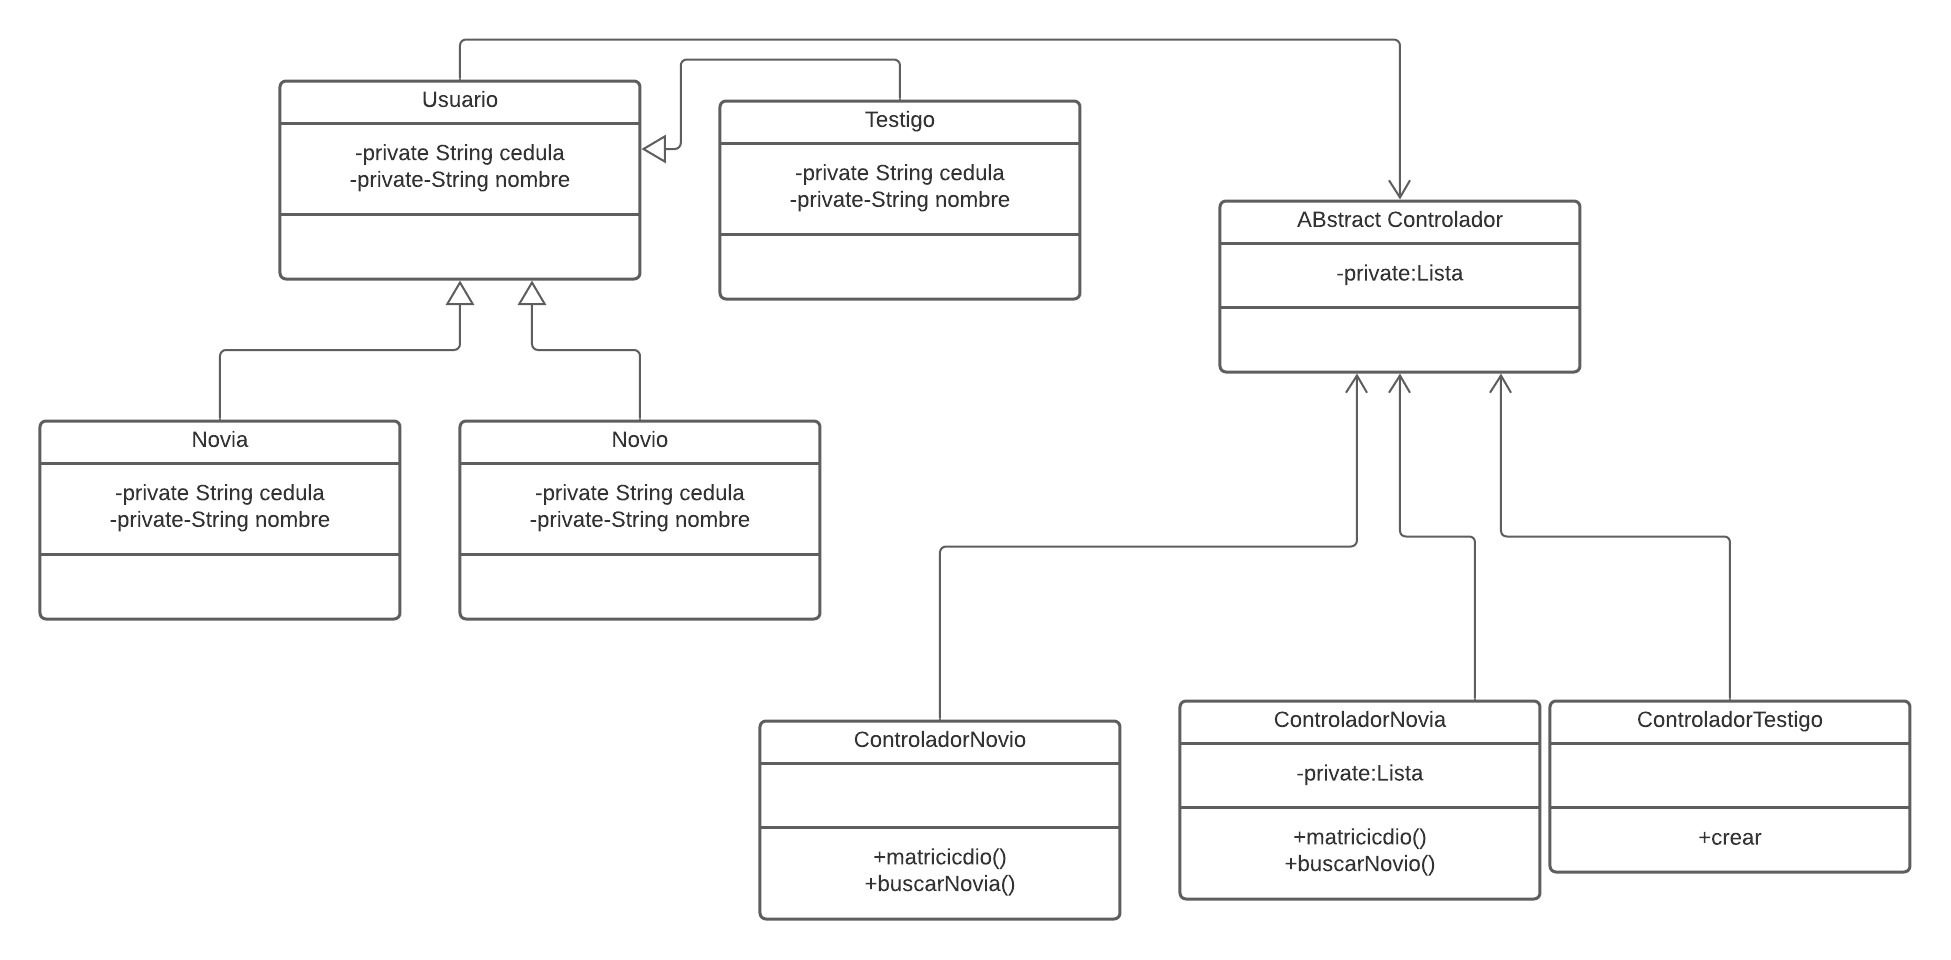 Usuario
-private String cedula
-private-String nombre
Testigo
-private String cedula
-private-String nombre
ABstract Controlador
-private:Lista
Novia
-private String cedula
-private-String nombre
Novio
-private String cedula
-private-String nombre
ControladorNovio
+matricicdio()
+buscarNovia()
ControladorNovia
-private:Lista
+matricicdio()
+buscarNovio()
ControladorTestigo
+crear